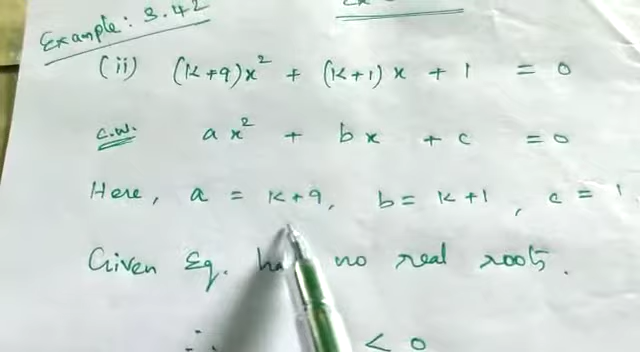 Example: 3.42
(ii) (k+9)x² + (k+1)x + 1 = 0
c.w. ax² + bx + c = 0
Here, a = k+9, b = k+1, c = 1
Given Eq. no real roots.
∴ < 0